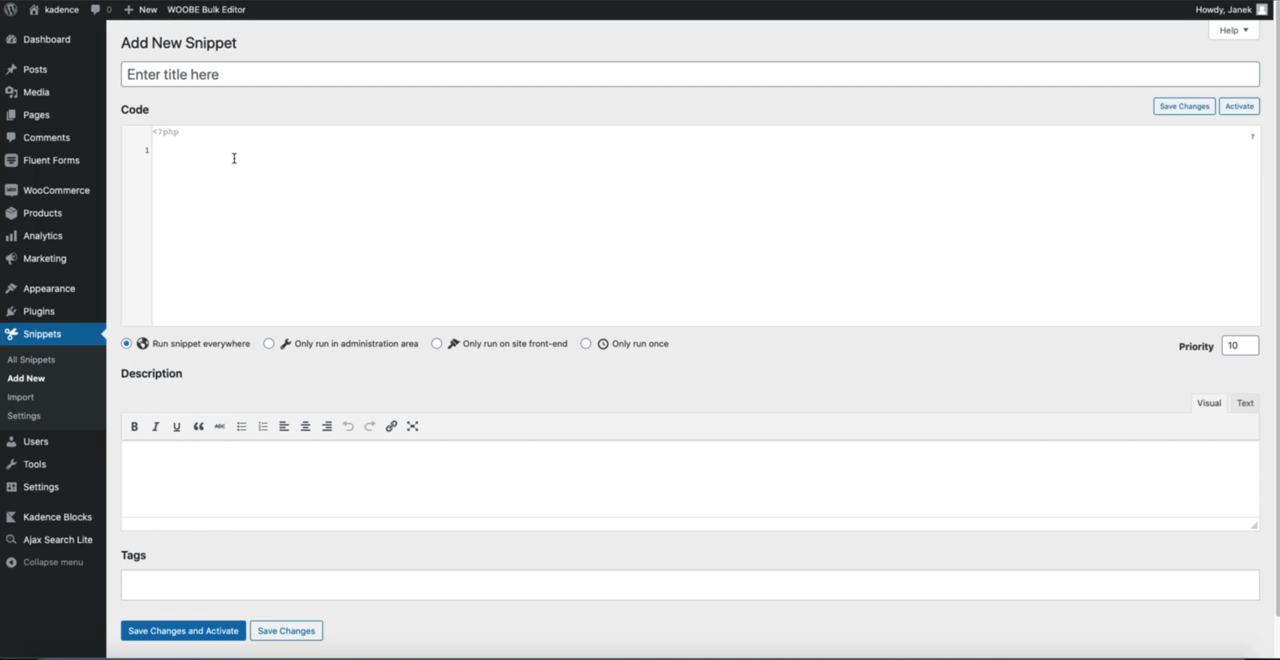 kadence 0 New WOOBE Bulk Editor Howdy, Janek
Help
Dashboard
Posts
Media
Pages
Comments
Fluent Forms
WooCommerce
Products
Analytics
Marketing
Appearance
Plugins
Snippets
All Snippets
Add New
Import
Settings
Users
Tools
Settings
Kadence Blocks
Ajax Search Lite
Collapse menu
Add New Snippet
Enter title here
Code
Save Changes Activate
<?php
?
1
Run snippet everywhere Only run in administration area Only run on site front-end Only run once Priority 10
Description
Visual Text
B I U ABC
Tags
Save Changes and Activate Save Changes